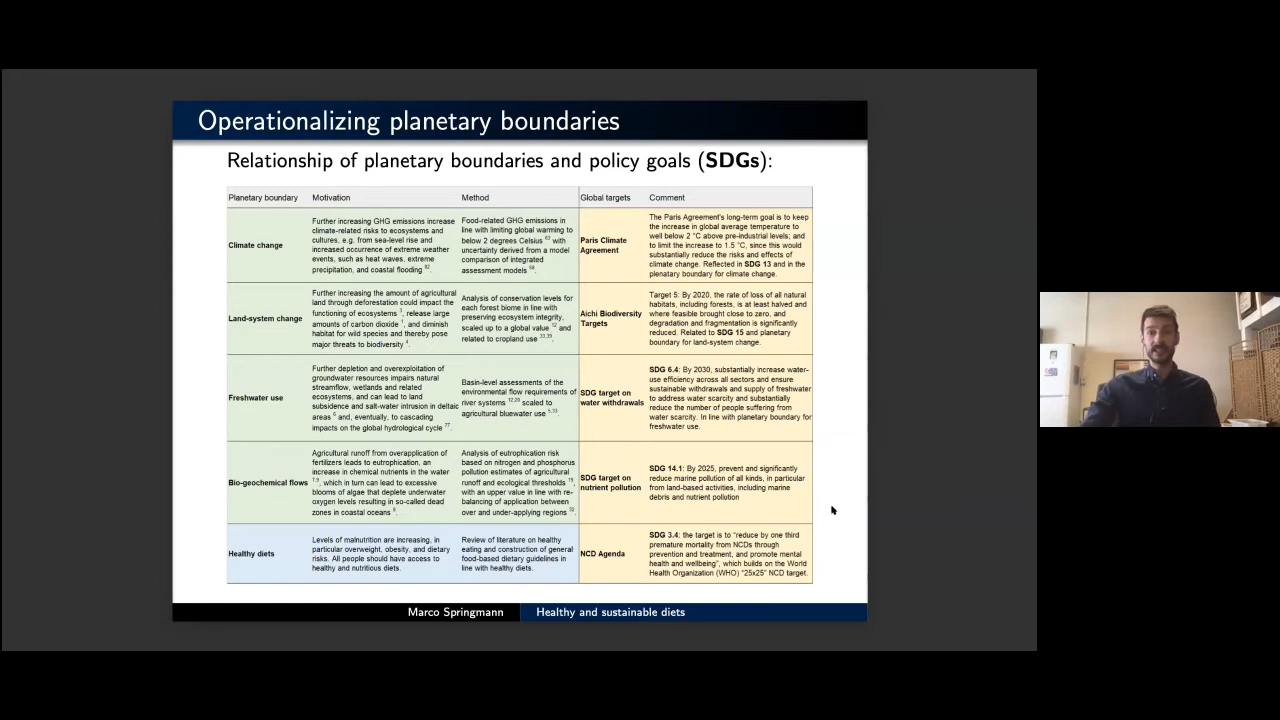 Operationalizing planetary boundaries
Relationship of planetary boundaries and policy goals (SDGs):
Planetary boundary Motivation Method Global targets Comment
Climate change
Further increasing GHG emissions increase
climate-related risks to ecosystems and
cultures, e.g. from sea-level rise and
increased occurrence of extreme weather
events, such as heat waves, extreme
precipitation, and coastal flooding
Food-related GHG emissions in
line with limiting global warming to
below 2 degrees Celsius with
uncertainty derived from a model
comparison of integrated
assessment models
Paris Climate
Agreement
The Paris Agreement's long-term goal is to keep
the increase in global average temperature to
well below 2 °C above pre-industrial levels; and
to limit the increase to 1.5 °C, since this would
substantially reduce the risks and effects of
climate change. Reflected in SDG 13 and in the
plenatary boundary for climate change.
Land-system change
Further increasing the amount of agricultural
land through deforestation could impact the
functioning of ecosystems , release large
amounts of carbon dioxide , and diminish
habitat for wild species and thereby pose
major threats to biodiversity
Analysis of conservation levels for
each forest biome in line with
preserving ecosystem integrity,
scaled up to a global value and
related to cropland use
Aichi Biodiversity
Targets
Target 5: By 2020, the rate of loss of all natural
habitats, including forests, is at least halved and
where feasible brought close to zero, and
degradation and fragmentation is significantly
reduced. Related to SDG 15 and planetary
boundary for land-system change.
Freshwater use
Further depletion and overexploitation of
groundwater resources impairs natural
streamflow, wetlands and related
ecosystems, and can lead to land
subsidence and salt-water intrusion in deltaic
areas and, eventually, to cascading
impacts on the global hydrological cycle
Basin-level assessments of the
environmental flow requirements of
river systems scaled to
agricultural bluewater use
SDG target on
water withdrawals
SDG 6.4: By 2030, substantially increase water-
use efficiency across all sectors and ensure
sustainable withdrawals and supply of freshwater
to address water scarcity and substantially
reduce the number of people suffering from
water scarcity. In line with planetary boundary for
freshwater use.
Bio-geochemical flows
Agricultural runoff from overapplication of
fertilizers leads to eutrophication, an
increase in chemical nutrients in the water
, which in turn can lead to excessive
blooms of algae that deplete underwater
oxygen levels resulting in so-called dead
zones in coastal oceans
Analysis of eutrophication risk
based on nitrogen and phosphorus
pollution estimates of agricultural
runoff and ecological thresholds ,
with an upper value in line with re-
balancing of application between
over and under-applying regions
SDG target on
nutrient pollution
SDG 14.1: By 2025, prevent and significantly
reduce marine pollution of all kinds, in particular
from land-based activities, including marine
debris and nutrient pollution
Healthy diets
Levels of malnutrition are increasing, in
particular overweight, obesity, and dietary
risks. All people should have access to
healthy and nutritious diets.
Review of literature on healthy
eating and construction of general
food-based dietary guidelines in
line with healthy diets.
NCD Agenda
SDG 3.4: the target is to “reduce by one third
premature mortality from NCDs through
prevention and treatment, and promote mental
health and wellbeing”, which builds on the World
Health Organization (WHO) “25x25” NCD target.
Marco Springmann Healthy and sustainable diets